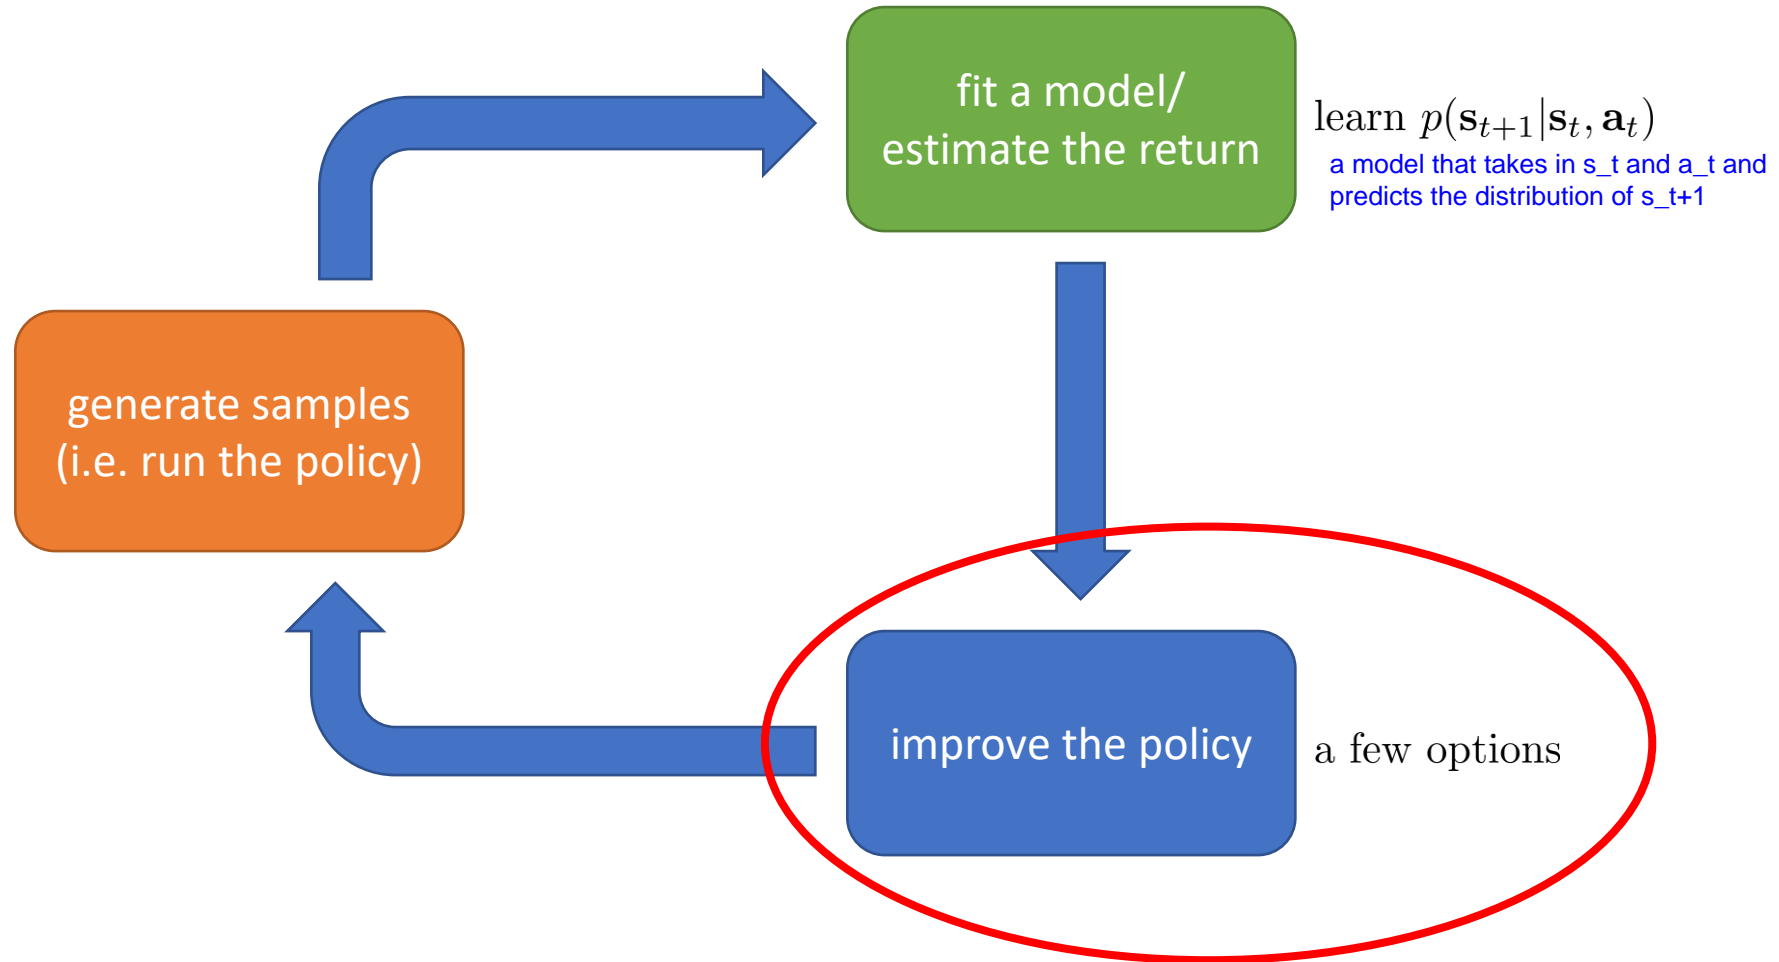 fit a model/
estimate the return
learn p(s_{t+1}|s_t, a_t)
a model that takes in s_t and a_t and
predicts the distribution of s_t+1
generate samples
(i.e. run the policy)
improve the policy
a few options